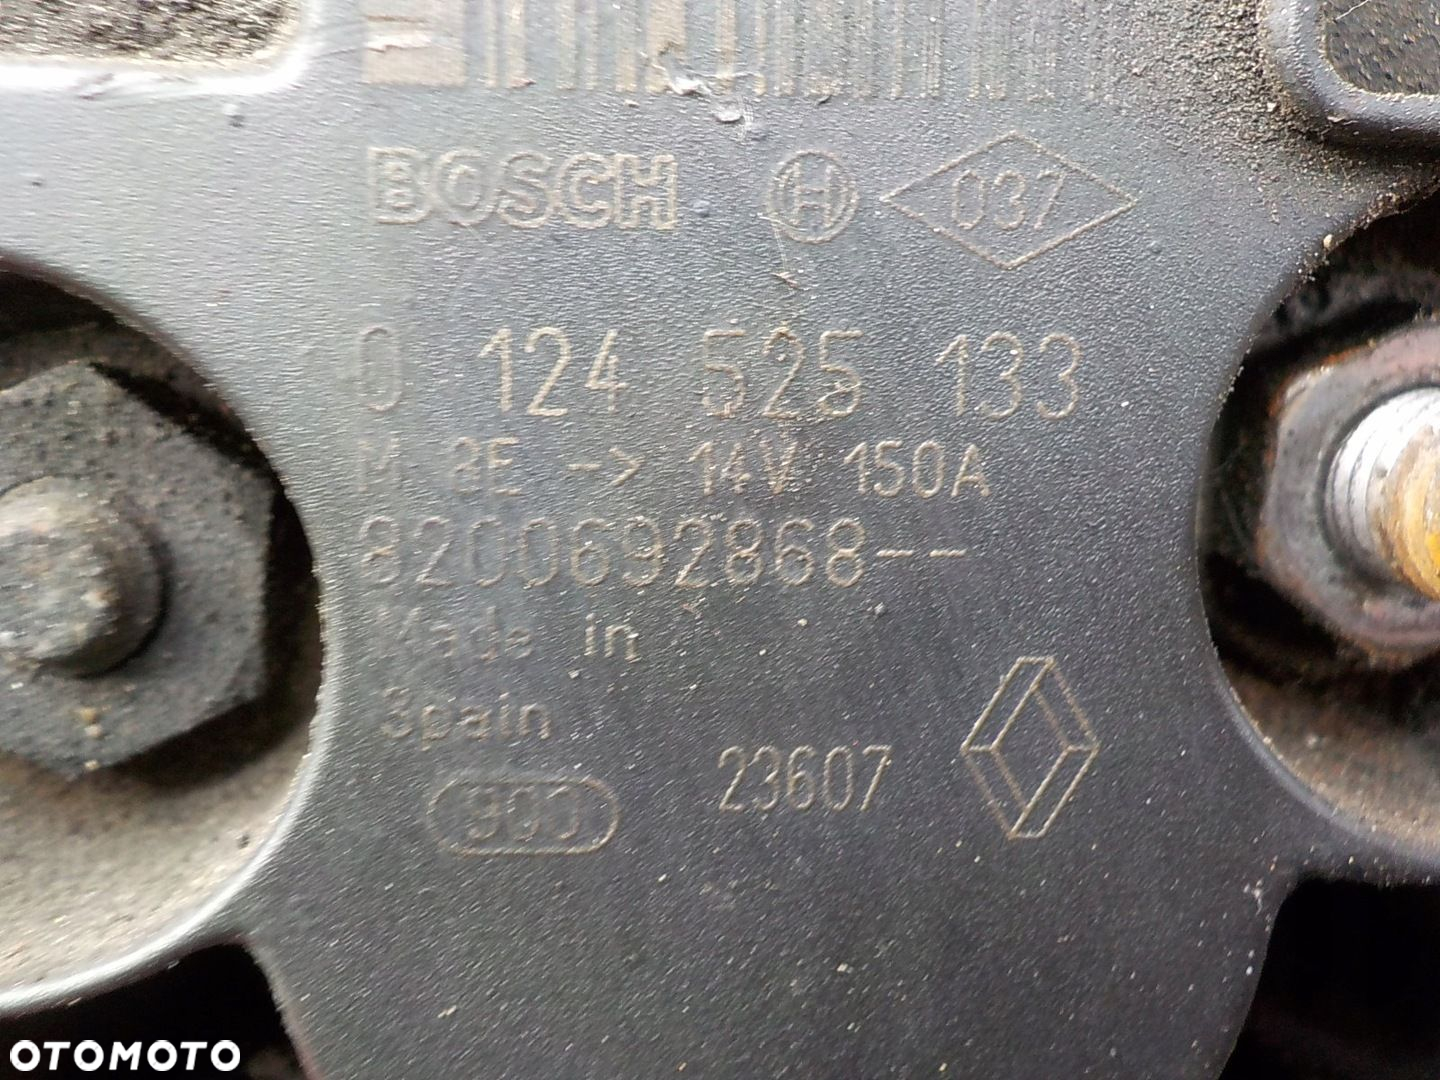 BOSCH H 037
0 124 525 133
M 8E -> 14V 150A
8200692868--
Made in
Spain
23607
900
OTOMOTO